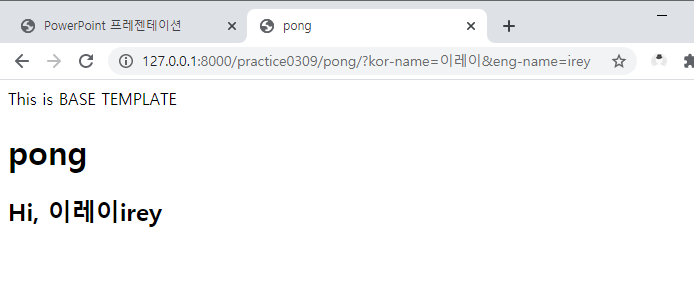 PowerPoint 프레젠테이션
pong
127.0.0.1:8000/practice0309/pong/?kor-name=이레이&eng-name=irey
This is BASE TEMPLATE
pong
Hi, 이레이irey